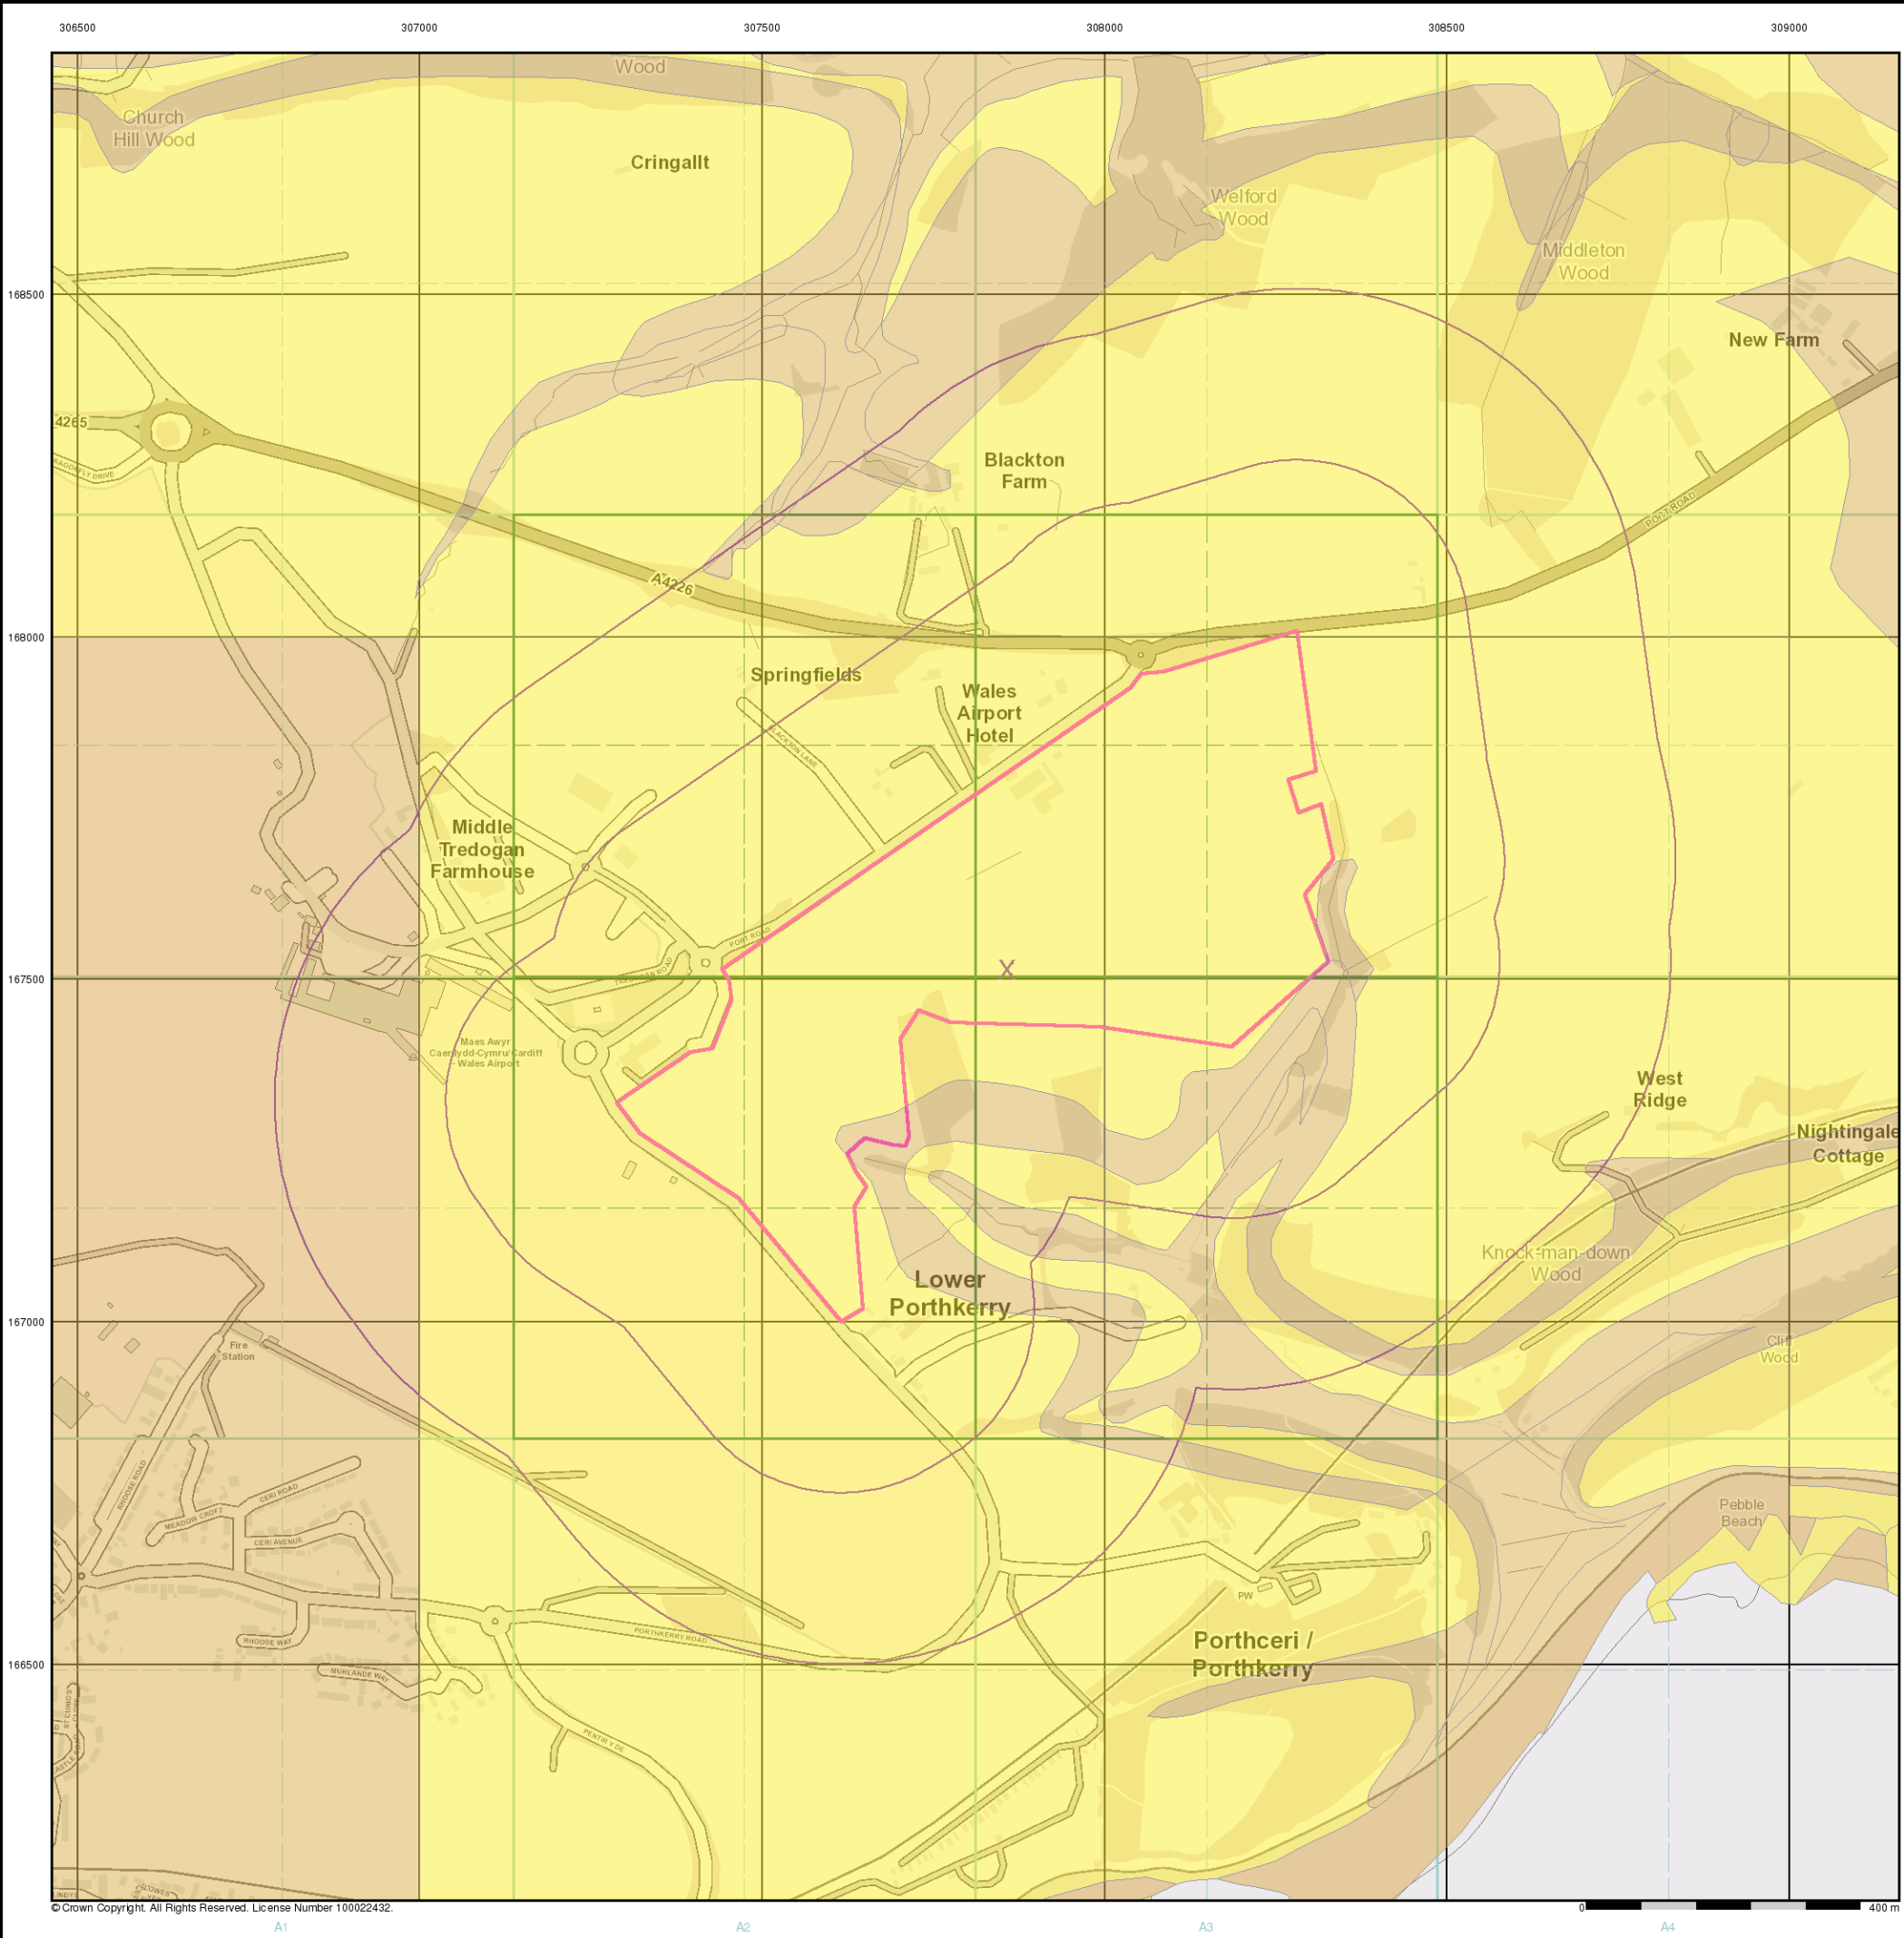 306500 307000 307500 308000 308500 309000
Wood
Church
Hill Wood
Cringallt
Welford
Wood
Middleton
Wood
168500
New Farm
4265
Blackton
Farm
PORT ROAD
A4226
168000
Springfields
Wales
Airport
Hotel
Middle
Tredogan
Farmhouse
PORT ROAD
X
167500
Maes Awyr
Caerdydd-Cymru/Cardiff
- Wales Airport
West
Ridge
Nightingale
Cottage
Knock-man-down
Wood
Lower
Porthkerry
167000
Fire
Station
Cliff
Wood
RHOOSE ROAD
CERI ROAD
MEADOW CROFT
CERI AVENUE
Pebble
Beach
PW
RHOOSE WAY
PORTHKERRY ROAD
Porthceri /
Porthkerry
166500
MURLANDE WAY
PENTIR Y DE
© Crown Copyright. All Rights Reserved. License Number 100022432.
0 400 m
A1 A2 A3 A4